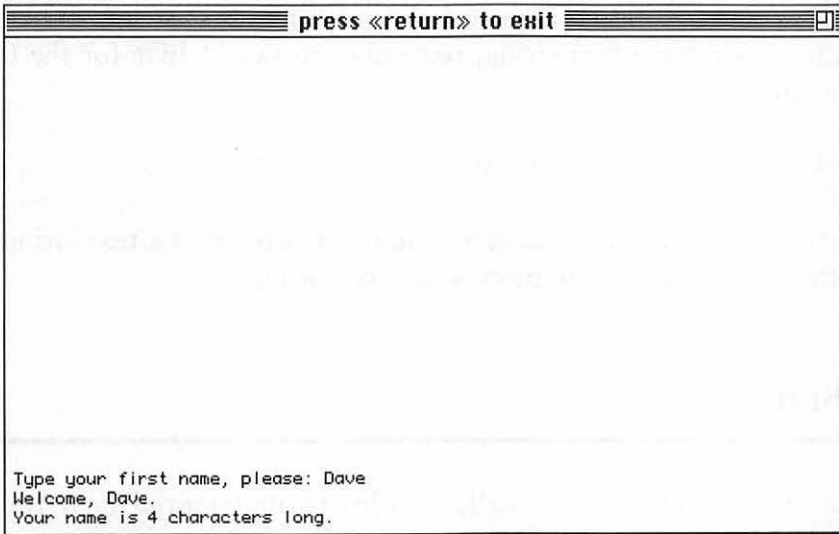 press «return» to exit
Type your first name, please: Dave
Welcome, Dave.
Your name is 4 characters long.